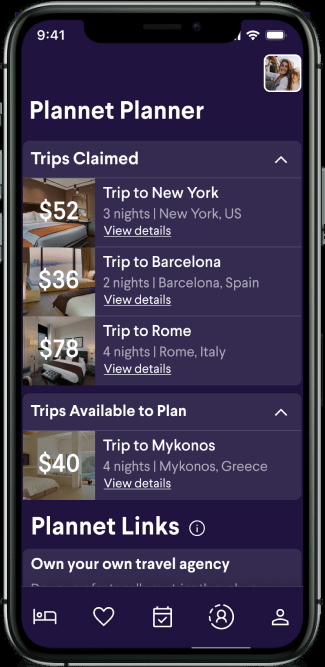 9:41
Plannet Planner
Trips Claimed
$52
Trip to New York
3 nights | New York, US
View details
$36
Trip to Barcelona
2 nights | Barcelona, Spain
View details
$78
Trip to Rome
4 nights | Rome, Italy
View details
Trips Available to Plan
$40
Trip to Mykonos
4 nights | Mykonos, Greece
View details
Plannet Links
Own your own travel agency